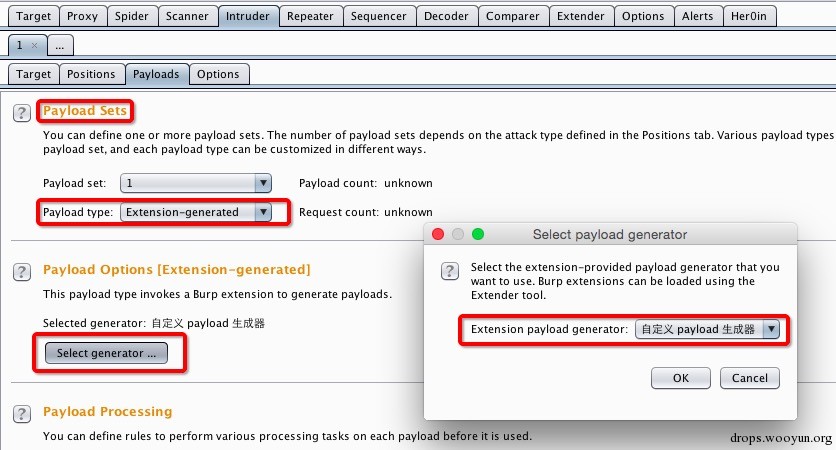 Target Proxy Spider Scanner Intruder Repeater Sequencer Decoder Comparer Extender Options Alerts Her0in
1 × ...
Target Positions Payloads Options
? Payload Sets
You can define one or more payload sets. The number of payload sets depends on the attack type defined in the Positions tab. Various payload types
payload set, and each payload type can be customized in different ways.
Payload set: 1 Payload count: unknown
Payload type: Extension-generated Request count: unknown
? Payload Options [Extension-generated]
This payload type invokes a Burp extension to generate payloads.
Selected generator: 自定义 payload 生成器
Select generator ...
Select payload generator
? Select the extension-provided payload generator that you
want to use. Burp extensions can be loaded using the
Extender tool.
Extension payload generator: 自定义 payload 生成器
OK Cancel
? Payload Processing
You can define rules to perform various processing tasks on each payload before it is used.
drops.wooyun.org